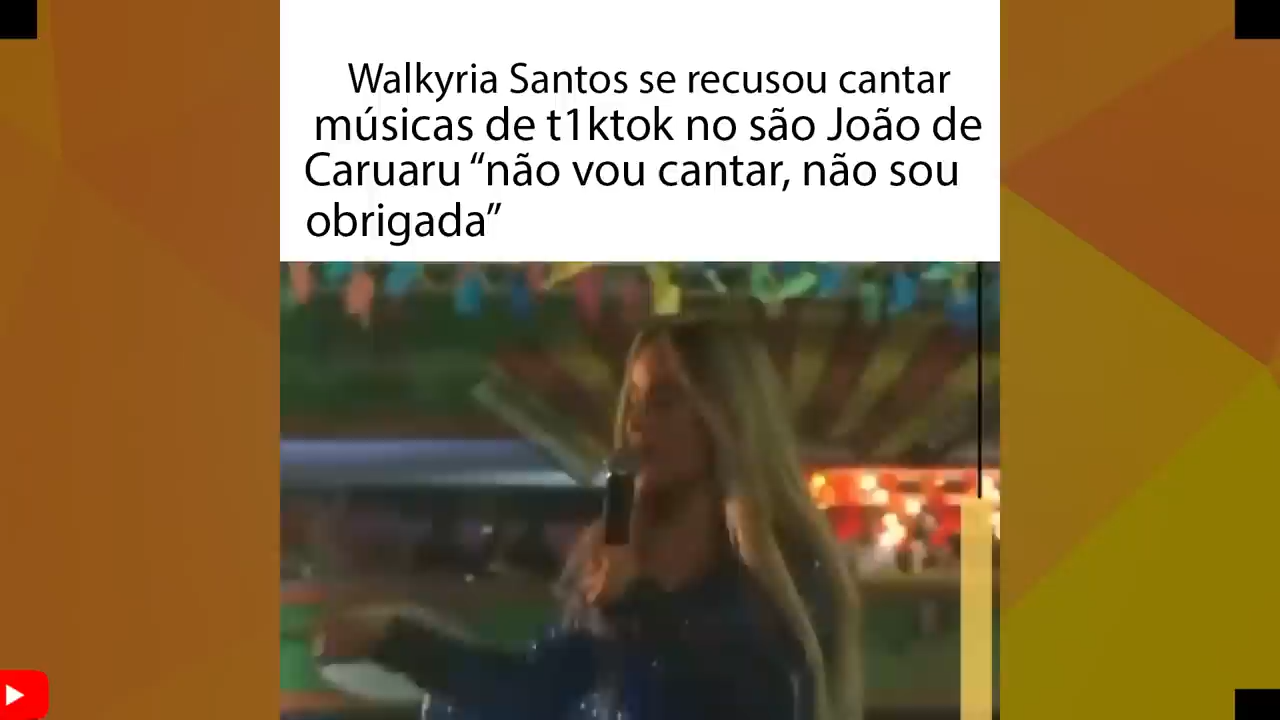 Walkyria Santos se recusou cantar
músicas de t1ktok no são João de
Caruaru “não vou cantar, não sou
obrigada”